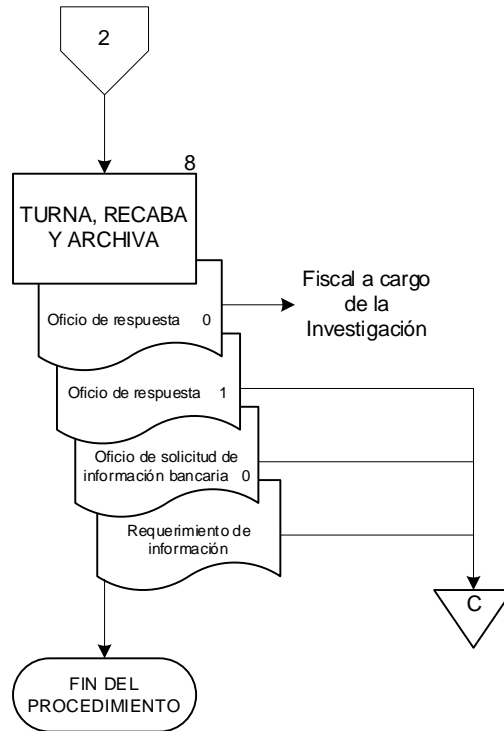 2
8
TURNA, RECABA
Y ARCHIVA
Oficio de respuesta 0
Fiscal a cargo
de la
Investigación
Oficio de respuesta 1
Oficio de solicitud de
información bancaria 0
Requerimiento de
información
C
FIN DEL
PROCEDIMIENTO